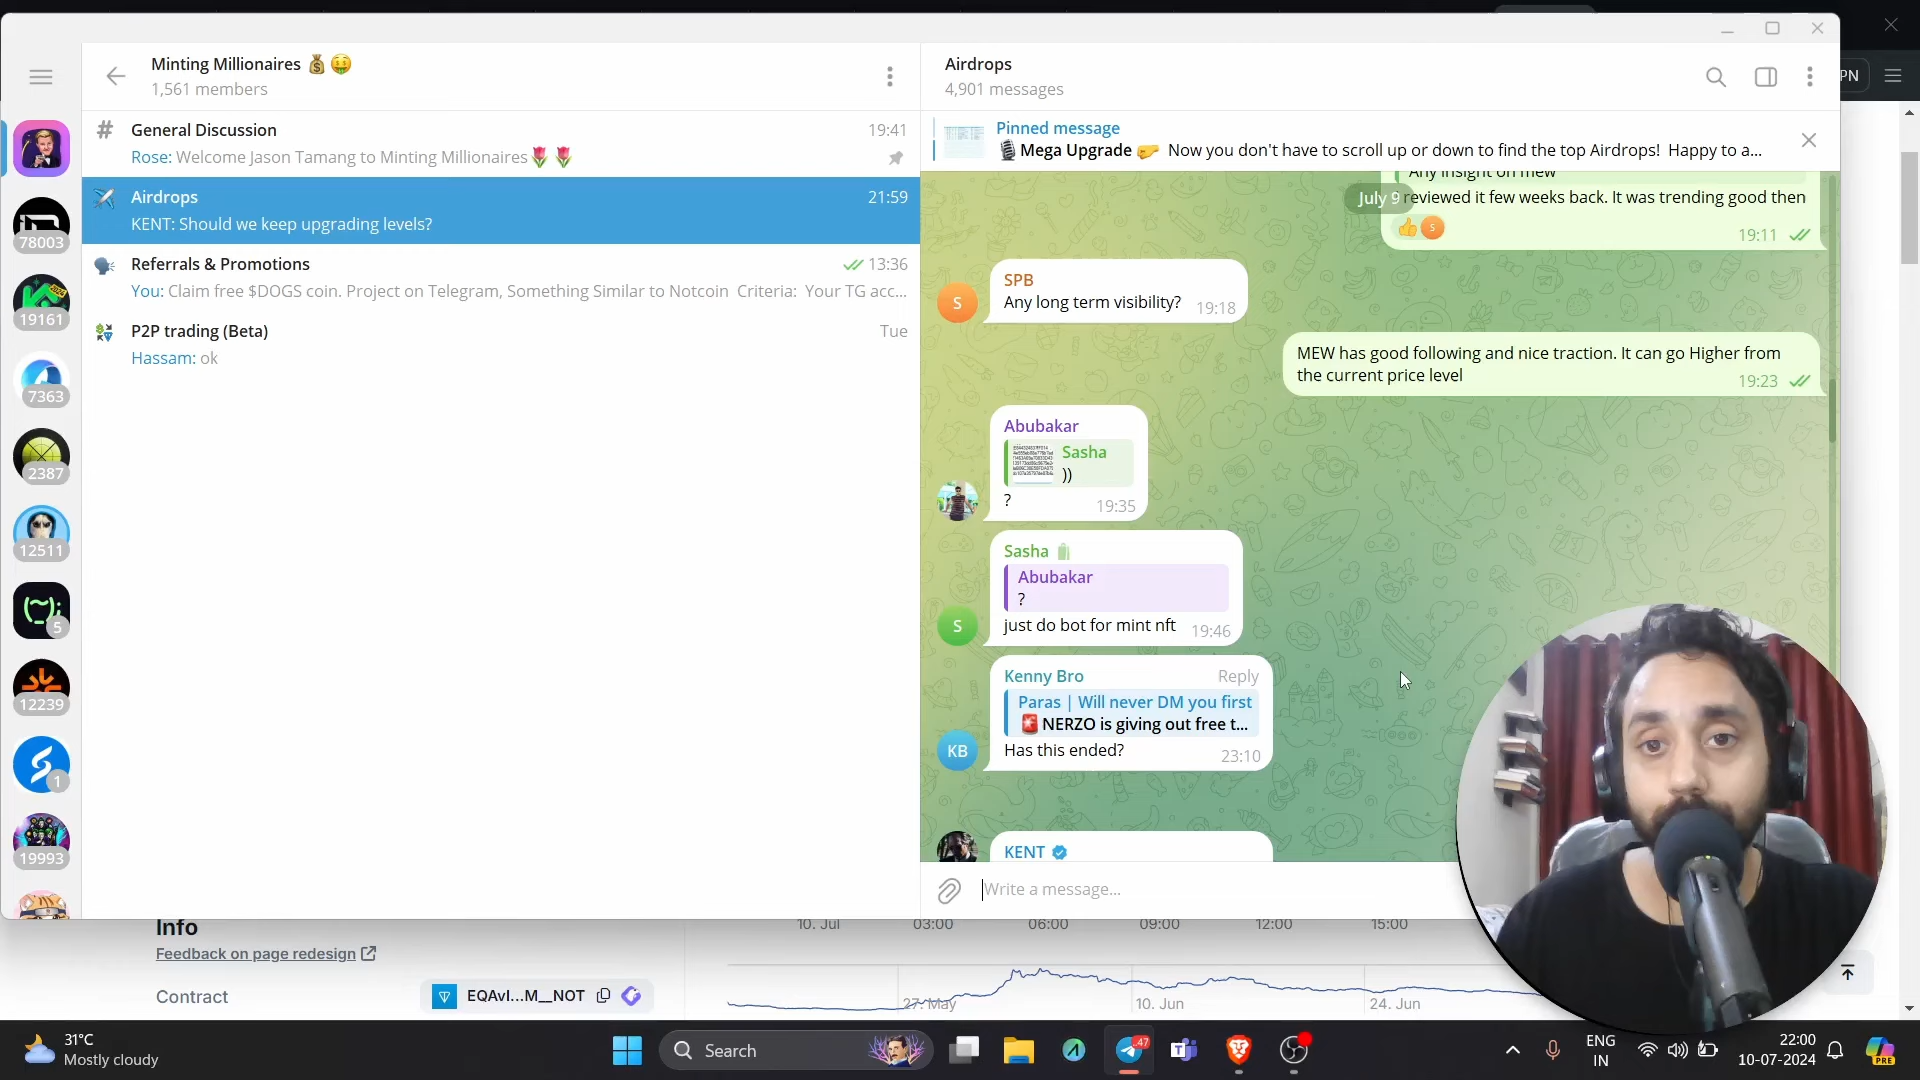 Minting Millionaires 💰 🤑
1,561 members
General Discussion
19:41
Rose: Welcome Jason Tamang to Minting Millionaires🌷 🌷
Airdrops
21:59
KENT: Should we keep upgrading levels?
Referrals & Promotions
13:36
You: Claim free $DOGS coin. Project on Telegram, Something Similar to Notcoin Criteria: Your TG acc...
P2P trading (Beta)
Tue
Hassam: ok
78003
19161
7363
2387
12511
5
12239
1
19993
Airdrops
4,901 messages
PN
Pinned message
🎙️Mega Upgrade 🤛 Now you don't have to scroll up or down to find the top Airdrops! Happy to a...
Any insight on mew
July 9
reviewed it few weeks back. It was trending good then
👍 S
19:11
SPB
S
Any long term visibility? 19:18
MEW has good following and nice traction. It can go Higher from
the current price level
19:23
Abubakar
Sasha
))
?
19:35
Sasha
Abubakar
?
S
just do bot for mint nft 19:46
Kenny Bro
Reply
Paras | Will never DM you first
🚨NERZO is giving out free t...
KB
Has this ended?
23:10
KENT
Write a message...
Info
Feedback on page redesign
Contract
EQAvl...M__NOT
10. Jul
03:00
06:00
09:00
12:00
15:00
27. May
10. Jun
24. Jun
31°C
Mostly cloudy
Search
47
ENG
IN
22:00
10-07-2024
PRE